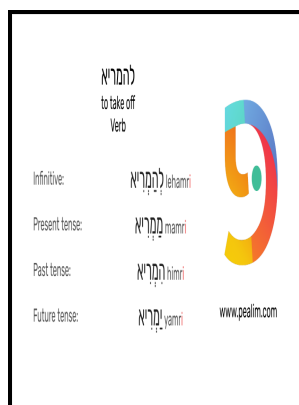 להמריא
to take off
Verb
Infinitive: לְהַמְרִיא lehamri
Present tense: מַמְרִיא mamri
Past tense: הִמְרִיא himri
Future tense: יַמְרִיא yamri
www.pealim.com